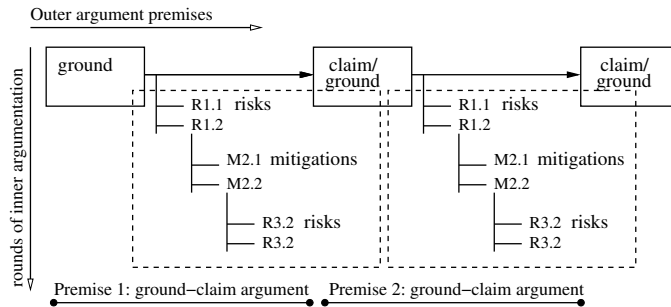 Outer argument premises
rounds of inner argumentation
ground
claim/
ground
claim/
ground
R1.1 risks
R1.2
M2.1 mitigations
M2.2
R3.2 risks
R3.2
R1.1 risks
R1.2
M2.1 mitigations
M2.2
R3.2 risks
R3.2
Premise 1: ground–claim argument
Premise 2: ground–claim argument